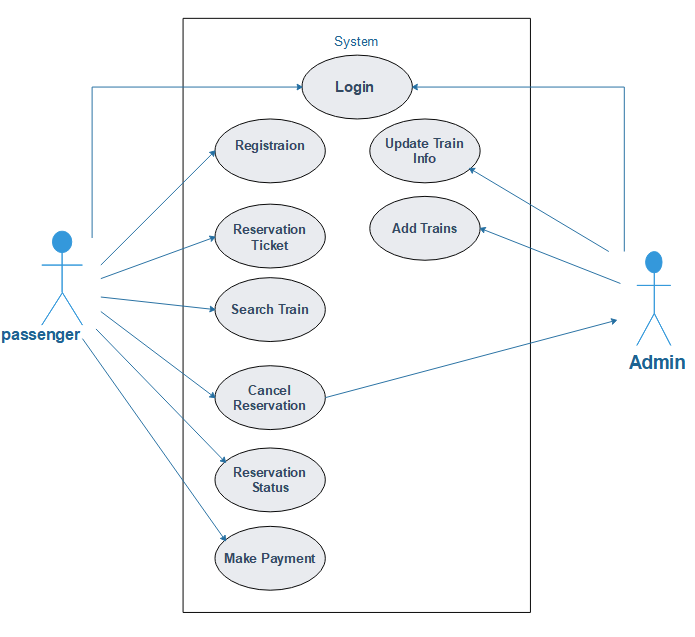 System
Login
Registraion
Update Train
Info
Reservation
Ticket
Add Trains
Search Train
passenger
Admin
Cancel
Reservation
Reservation
Status
Make Payment